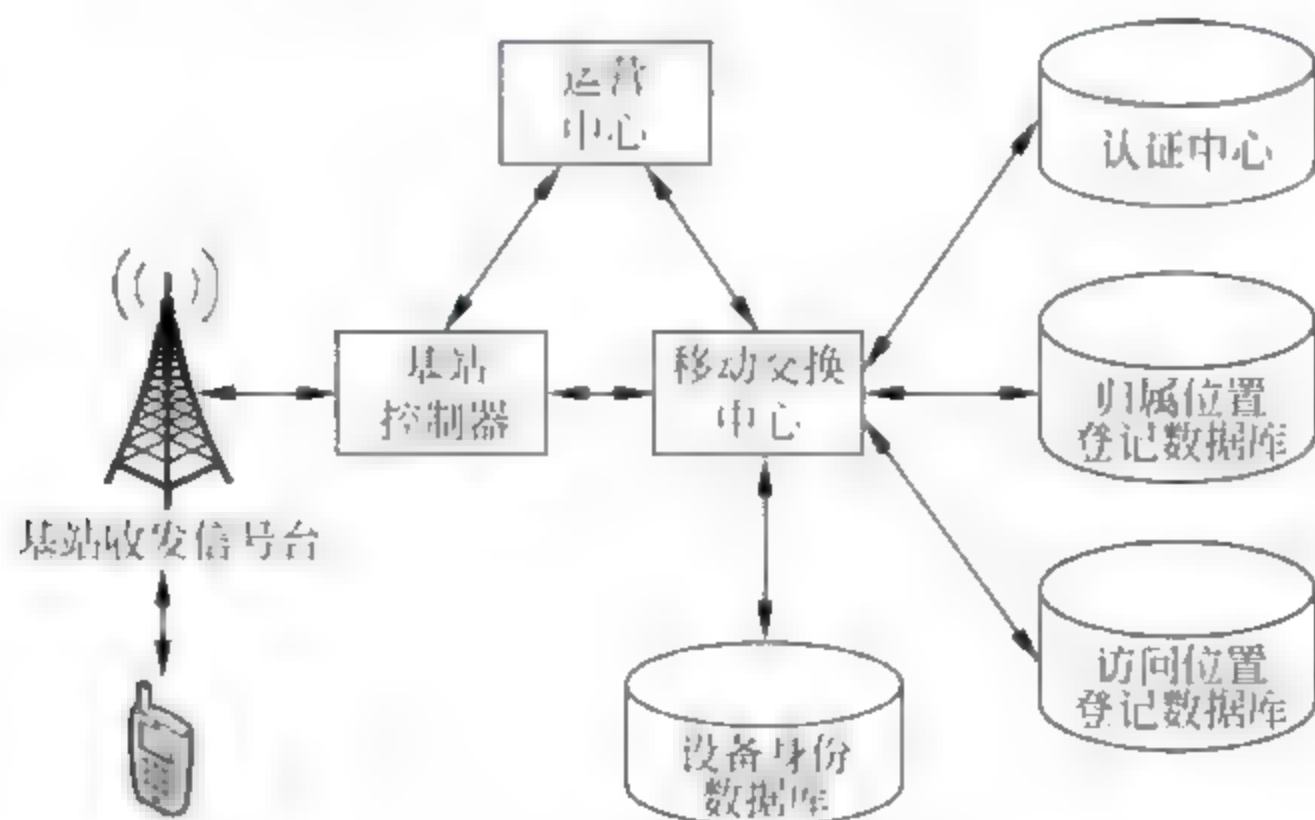 运营
中心
认证中心
基站
控制器
移动交换
中心
归属位置
登记数据库
基站收发信号台
访问位置
登记数据库
设备身份
数据库